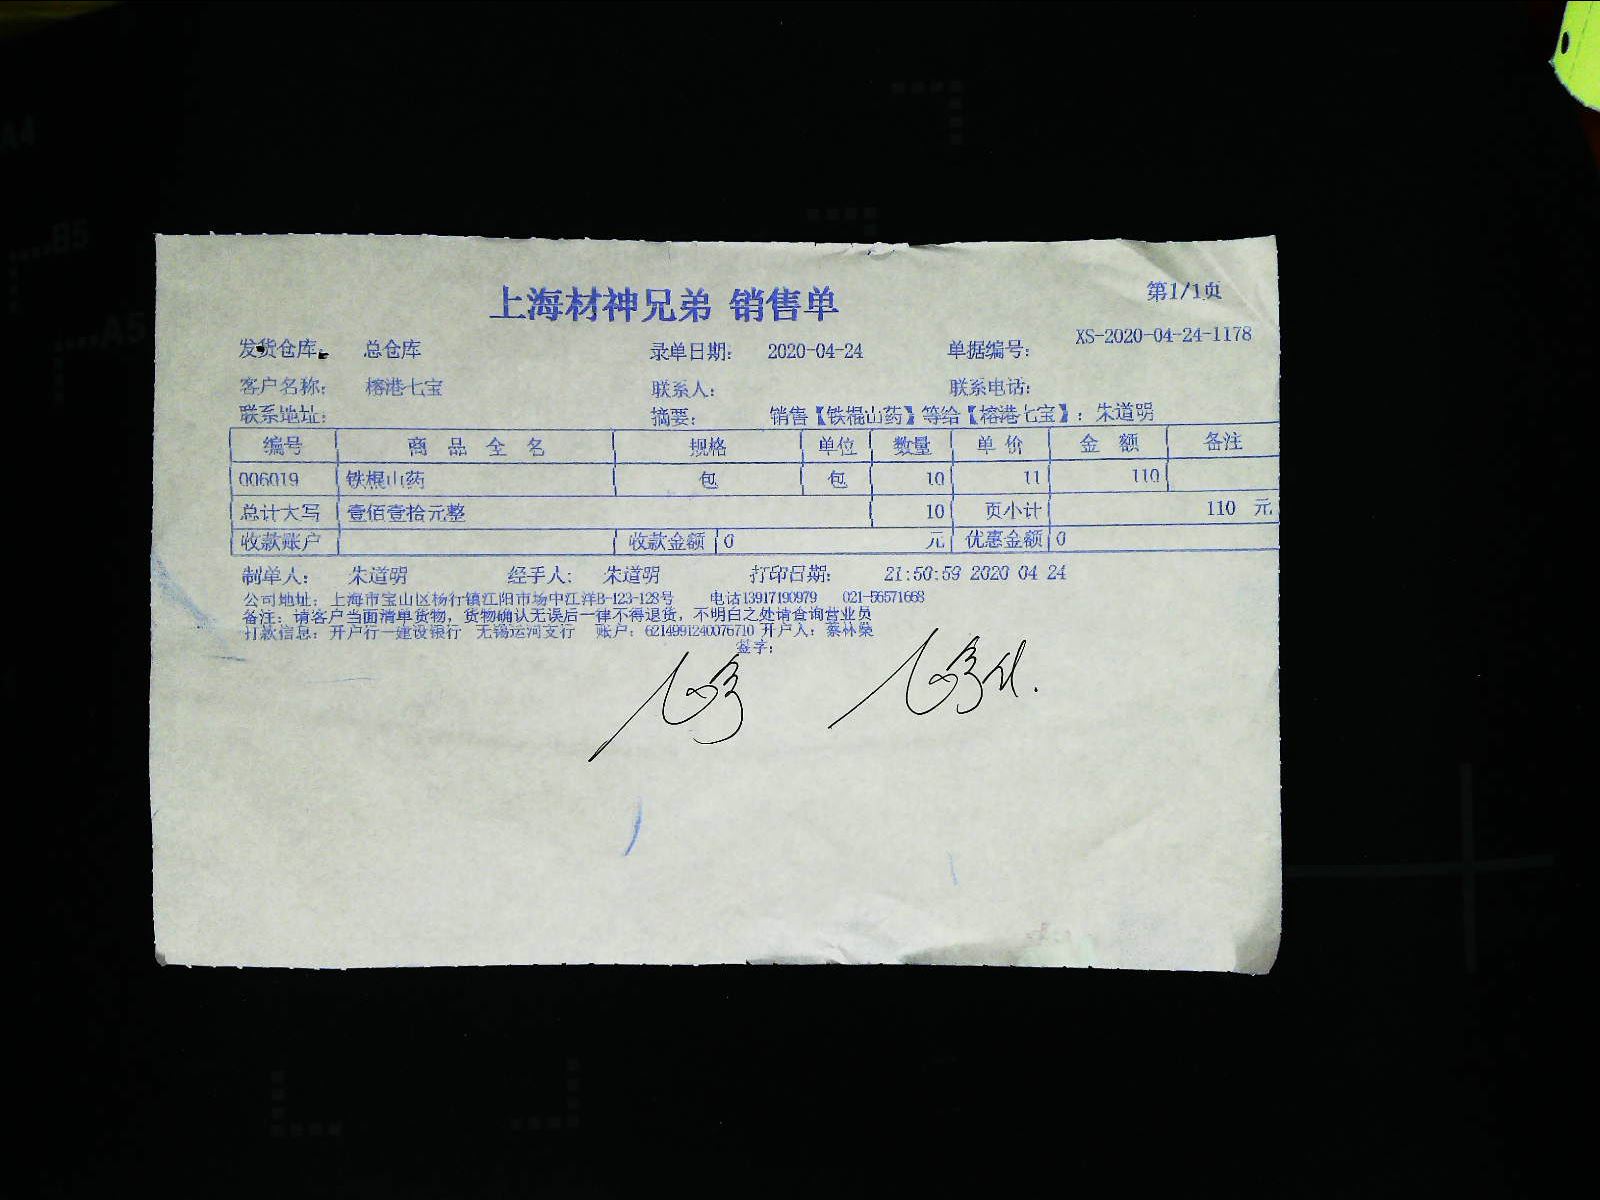 第1/1页
上海材神兄弟 销售单
XS-2020-04-24-1178
发货仓库: 总仓库 录单日期: 2020-04-24 单据编号:
客户名称: 榕港七宝 联系人: 联系电话:
联系地址: 摘要: 销售【铁棍山药】等给【榕港七宝】: 朱道明
编号 商 品 全 名 规格 单位 数量 单 价 金 额 备注
006019 铁棍山药 包 包 10 11 110
总计大写 壹佰壹拾元整 10 页小计 110 元
收款账户 收款金额 0 元 优惠金额 0
制单人: 朱道明 经手人: 朱道明 打印日期: 21:50:59 2020 04 24
公司地址: 上海市宝山区杨行镇江阳市场中江洋B-123-128号 电话13917190979 021-56571668
备注: 请客户当面清单货物, 货物确认无误后一律不得退货, 不明白之处请查询营业员
打款信息: 开户行一建设银行 无锡运河支行 账户: 6214991240076710 开户人: 蔡林燊
签字:
A4
B5
A5